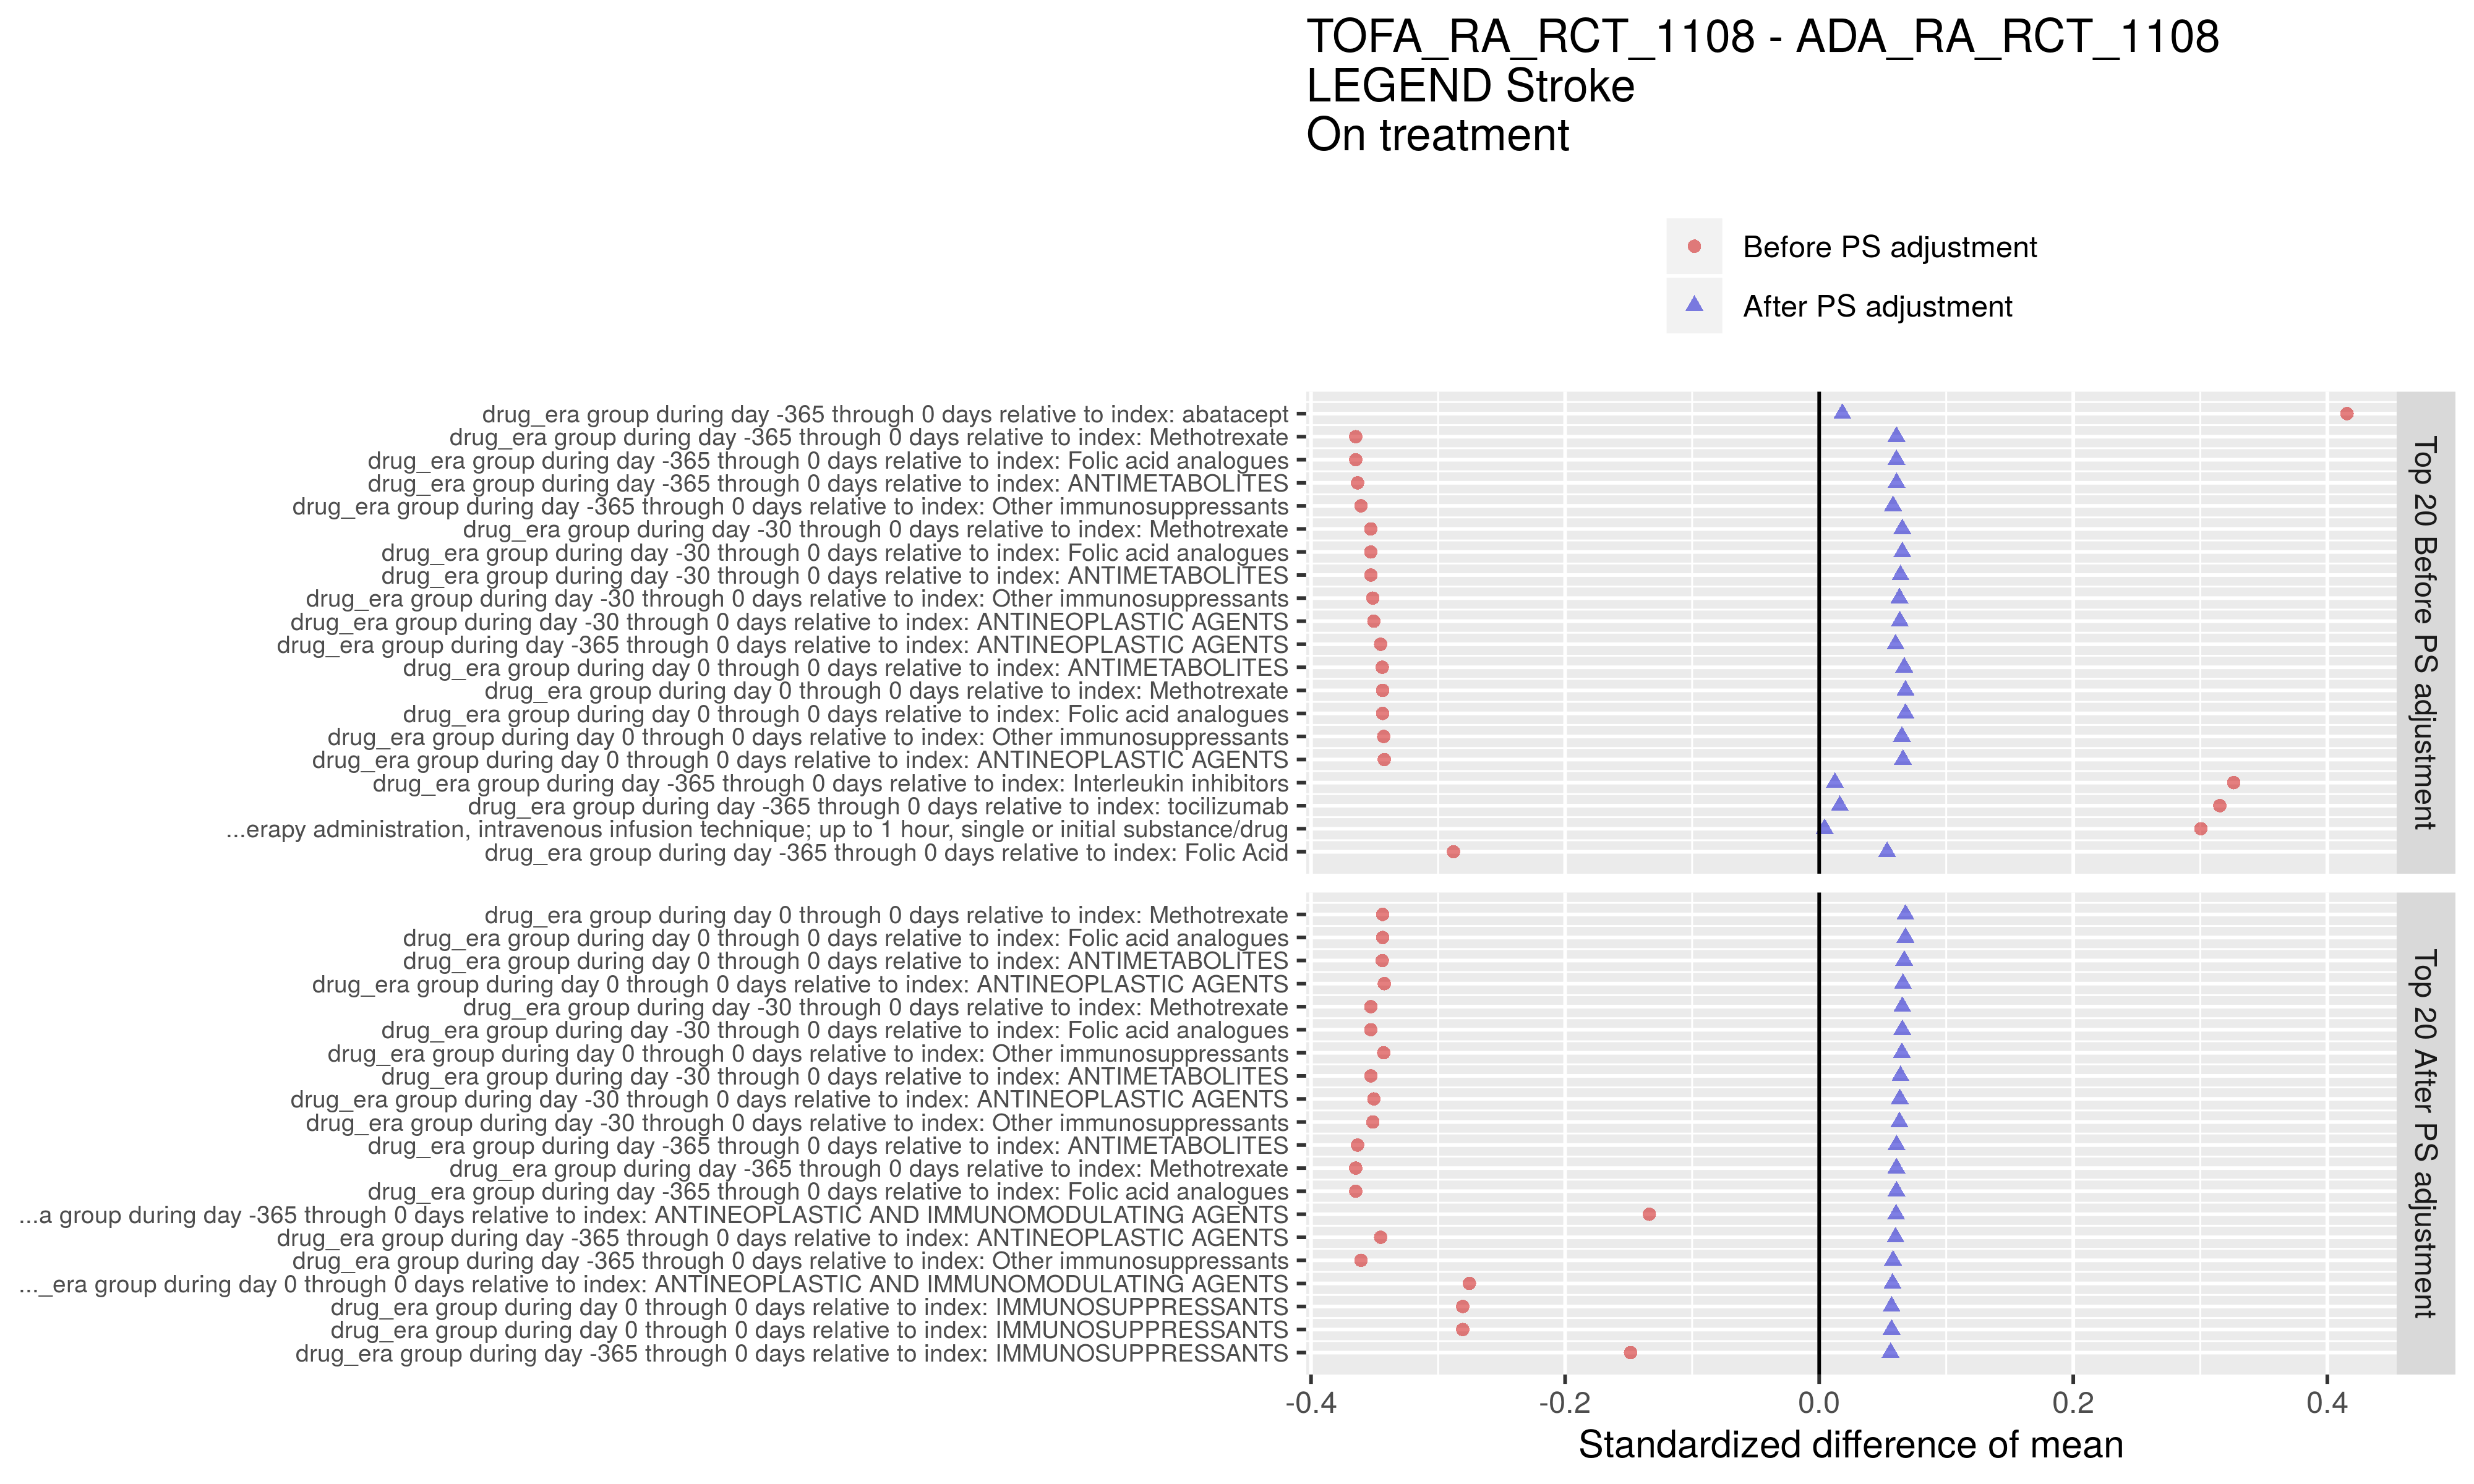 TOFA_RA_RCT_1108 - ADA_RA_RCT_1108
LEGEND Stroke
On treatment
Before PS adjustment
After PS adjustment
drug_era group during day -365 through 0 days relative to index: abatacept
drug_era group during day -365 through 0 days relative to index: Methotrexate
drug_era group during day -365 through 0 days relative to index: Folic acid analogues
drug_era group during day -365 through 0 days relative to index: ANTIMETABOLITES
drug_era group during day -365 through 0 days relative to index: Other immunosuppressants
drug_era group during day -30 through 0 days relative to index: Methotrexate
drug_era group during day -30 through 0 days relative to index: Folic acid analogues
drug_era group during day -30 through 0 days relative to index: ANTIMETABOLITES
drug_era group during day -30 through 0 days relative to index: Other immunosuppressants
drug_era group during day -30 through 0 days relative to index: ANTINEOPLASTIC AGENTS
drug_era group during day -365 through 0 days relative to index: ANTINEOPLASTIC AGENTS
drug_era group during day 0 through 0 days relative to index: ANTIMETABOLITES
drug_era group during day 0 through 0 days relative to index: Methotrexate
drug_era group during day 0 through 0 days relative to index: Folic acid analogues
drug_era group during day 0 through 0 days relative to index: Other immunosuppressants
drug_era group during day 0 through 0 days relative to index: ANTINEOPLASTIC AGENTS
drug_era group during day -365 through 0 days relative to index: Interleukin inhibitors
drug_era group during day -365 through 0 days relative to index: tocilizumab
...erapy administration, intravenous infusion technique; up to 1 hour, single or initial substance/drug
drug_era group during day -365 through 0 days relative to index: Folic Acid
Top 20 Before PS adjustment
drug_era group during day 0 through 0 days relative to index: Methotrexate
drug_era group during day 0 through 0 days relative to index: Folic acid analogues
drug_era group during day 0 through 0 days relative to index: ANTIMETABOLITES
drug_era group during day 0 through 0 days relative to index: ANTINEOPLASTIC AGENTS
drug_era group during day -30 through 0 days relative to index: Methotrexate
drug_era group during day -30 through 0 days relative to index: Folic acid analogues
drug_era group during day 0 through 0 days relative to index: Other immunosuppressants
drug_era group during day -30 through 0 days relative to index: ANTIMETABOLITES
drug_era group during day -30 through 0 days relative to index: ANTINEOPLASTIC AGENTS
drug_era group during day -30 through 0 days relative to index: Other immunosuppressants
drug_era group during day -365 through 0 days relative to index: ANTIMETABOLITES
drug_era group during day -365 through 0 days relative to index: Methotrexate
drug_era group during day -365 through 0 days relative to index: Folic acid analogues
...a group during day -365 through 0 days relative to index: ANTINEOPLASTIC AND IMMUNOMODULATING AGENTS
drug_era group during day -365 through 0 days relative to index: ANTINEOPLASTIC AGENTS
drug_era group during day -365 through 0 days relative to index: Other immunosuppressants
..._era group during day 0 through 0 days relative to index: ANTINEOPLASTIC AND IMMUNOMODULATING AGENTS
drug_era group during day 0 through 0 days relative to index: IMMUNOSUPPRESSANTS
drug_era group during day 0 through 0 days relative to index: IMMUNOSUPPRESSANTS
drug_era group during day -365 through 0 days relative to index: IMMUNOSUPPRESSANTS
Top 20 After PS adjustment
-0.4 -0.2 0.0 0.2 0.4
Standardized difference of mean